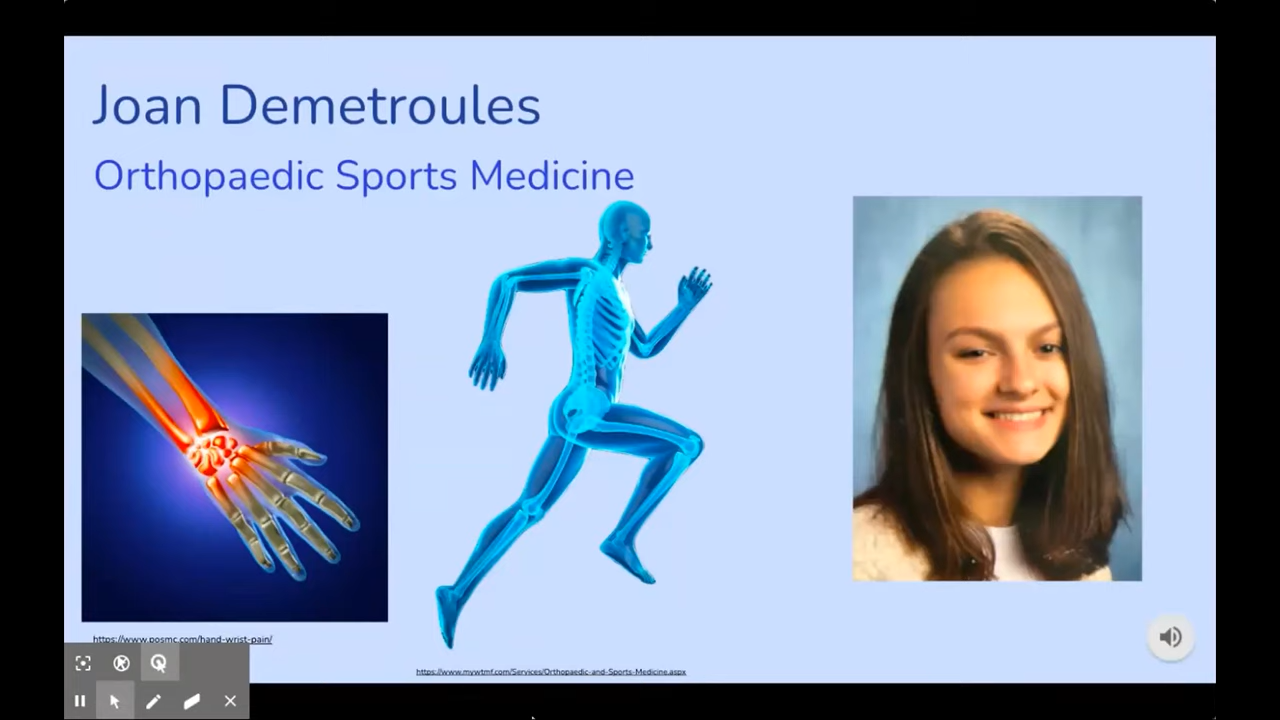 Joan Demetroules
Orthopaedic Sports Medicine
https://www.posmc.com/hand-wrist-pain/
https://www.mywtmf.com/Services/Orthopaedic-and-Sports-Medicine.aspx